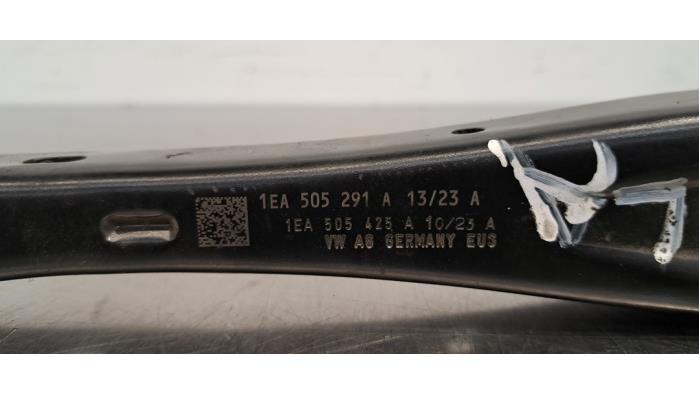 1EA 505 291 A 13/23 A
1EA 505 425 A 10/23 A
VW AG GERMANY EUS